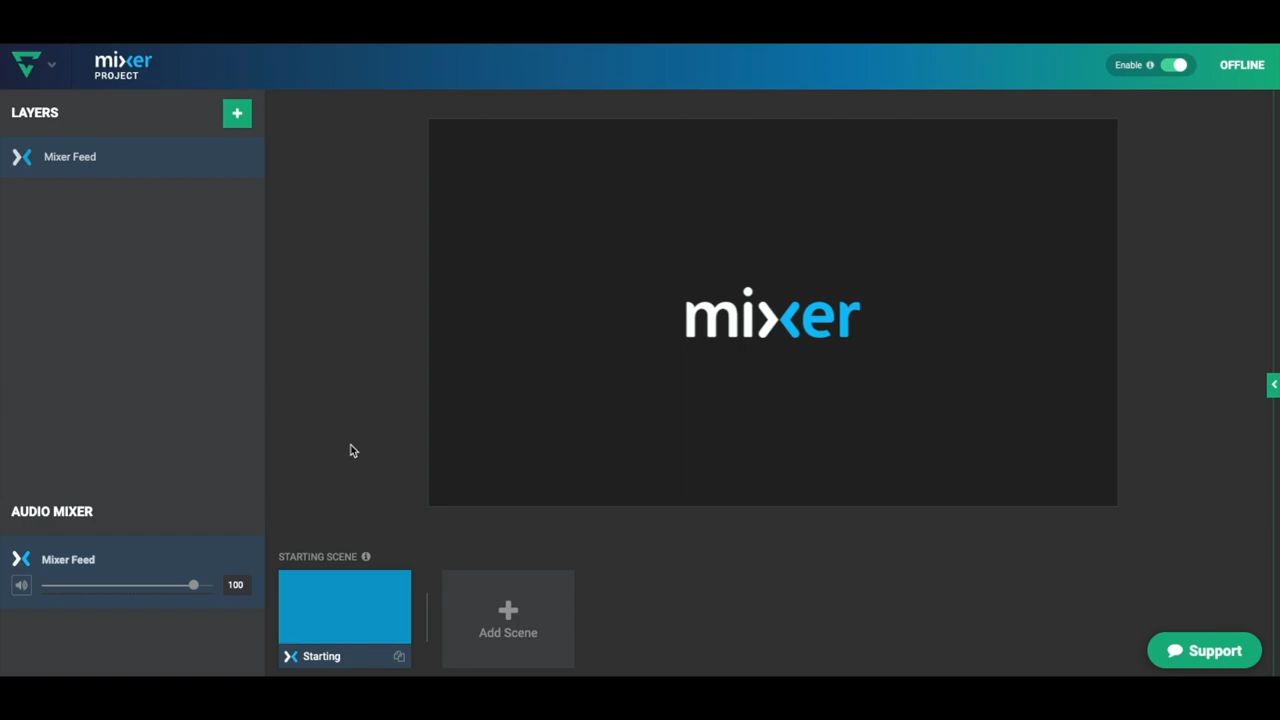 mixer
PROJECT
Enable
OFFLINE
LAYERS
+
Mixer Feed
mixer
AUDIO MIXER
Mixer Feed
100
STARTING SCENE
Starting
Add Scene
Support